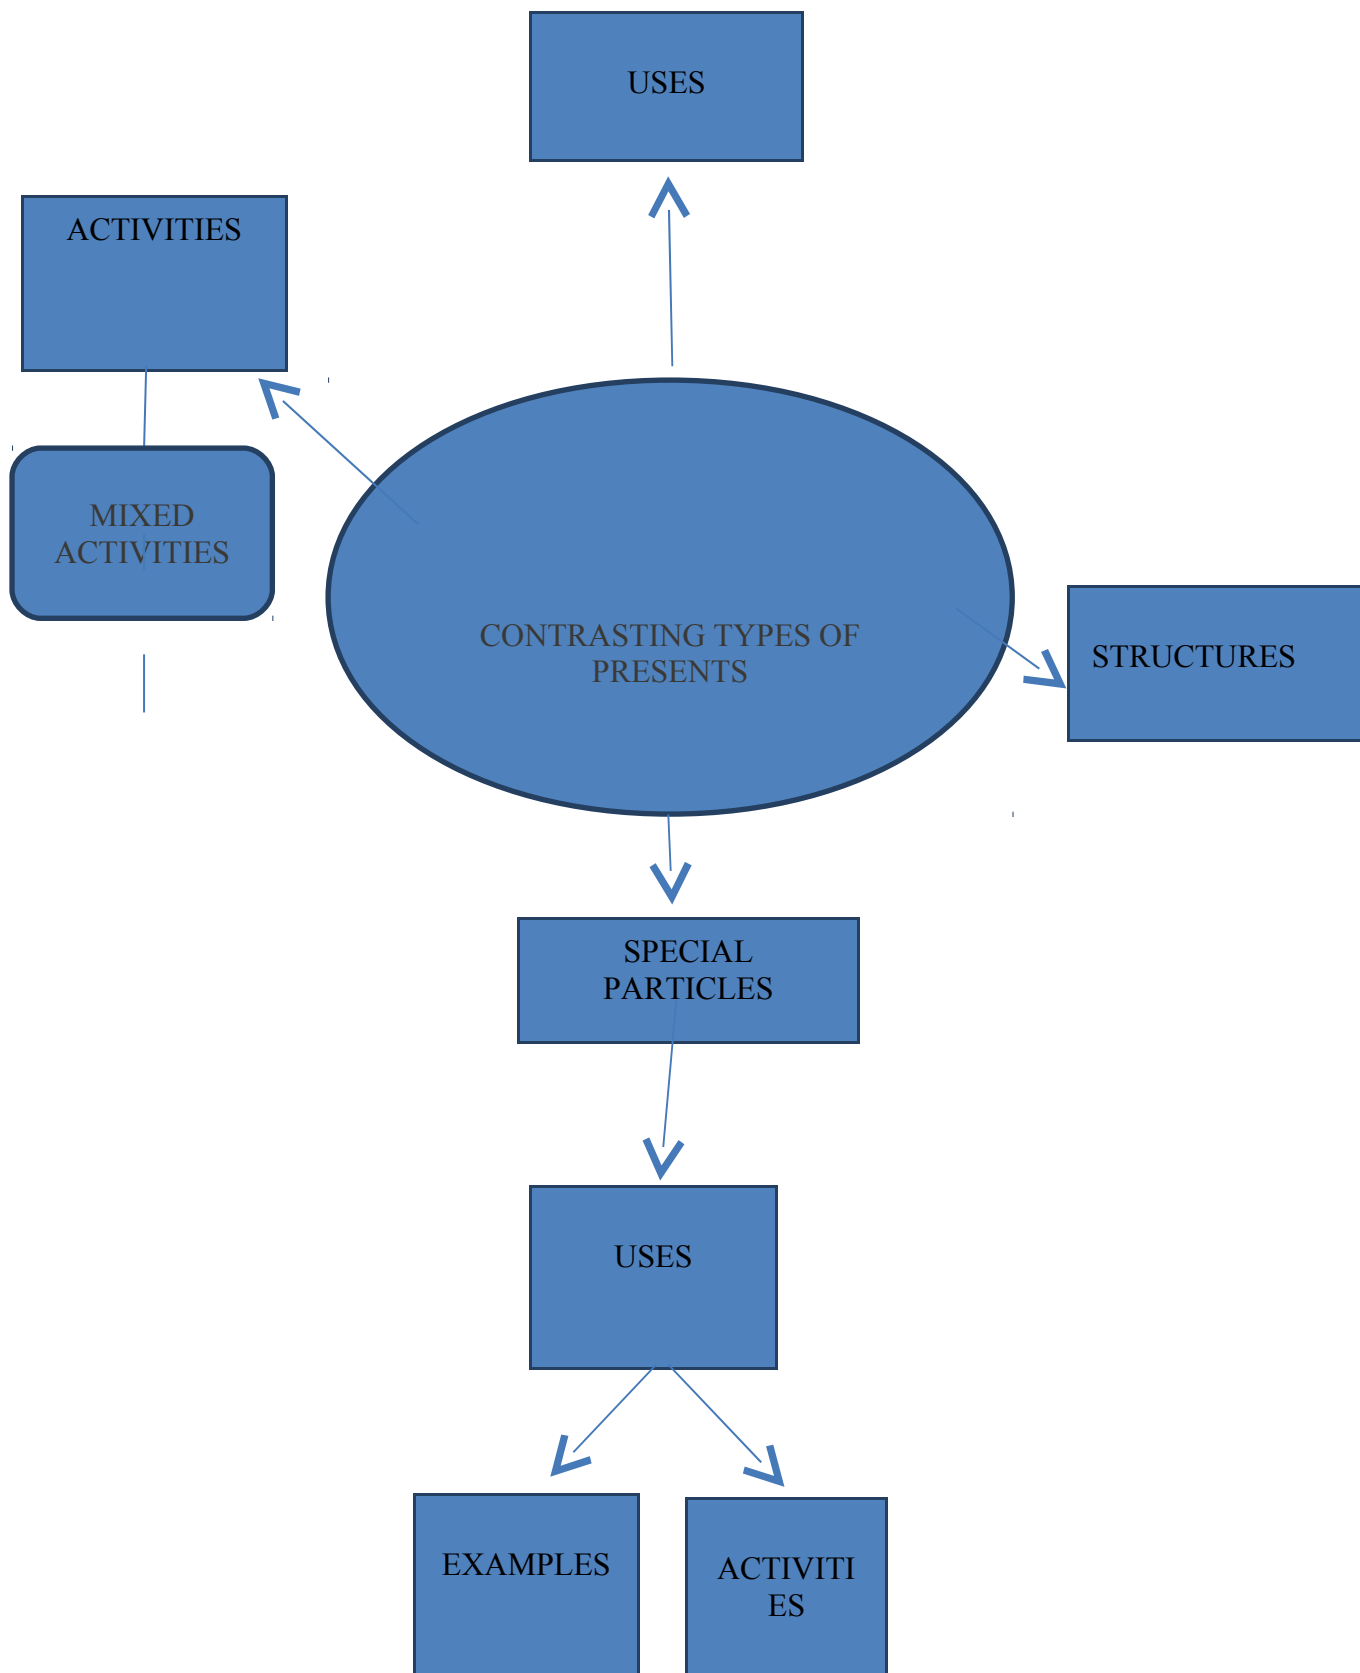 USES
ACTIVITIES
MIXED
ACTIVITIES
CONTRASTING TYPES OF
PRESENTS
STRUCTURES
SPECIAL
PARTICLES
USES
EXAMPLES
ACTIVITI
ES